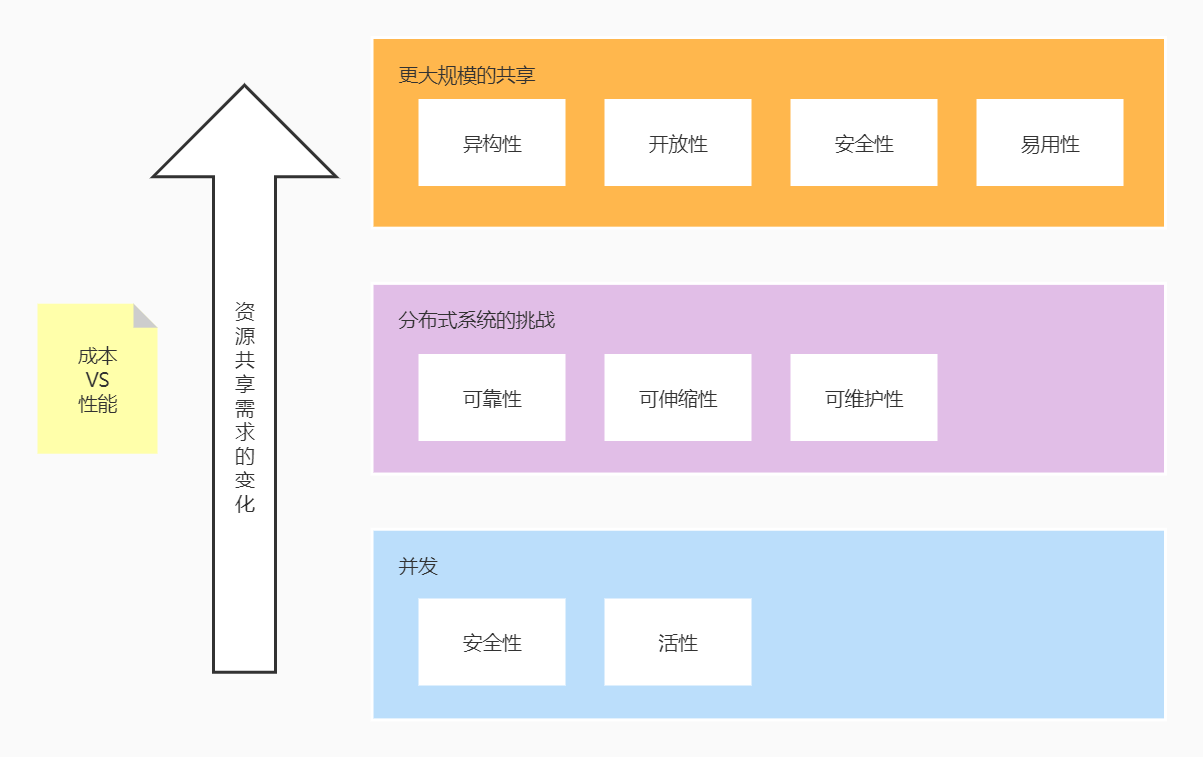 更大规模的共享
异构性
开放性
安全性
易用性
成本
VS
性能
资源共享需求的变化
分布式系统的挑战
可靠性
可伸缩性
可维护性
并发
安全性
活性